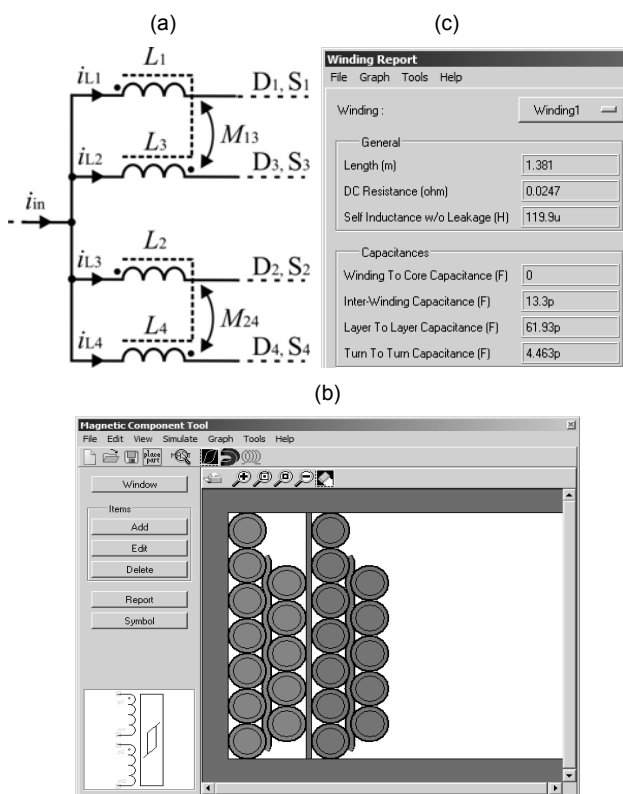 (a)
L1
iL1
D1, S1
M13
iL2
L3
D3, S3
iin
L2
iL3
D2, S2
M24
iL4
L4
D4, S4
(c)
Winding Report
File Graph Tools Help
Winding : Winding1
General
Length (m) 1.381
DC Resistance (ohm) 0.0247
Self Inductance w/o Leakage (H) 119.9u
Capacitances
Winding To Core Capacitance (F) 0
Inter-Winding Capacitance (F) 13.3p
Layer To Layer Capacitance (F) 61.93p
Turn To Turn Capacitance (F) 4.463p
(b)
Magnetic Component Tool
File Edit View Simulate Graph Tools Help
place part
Window
Items
Add
Edit
Delete
Report
Symbol